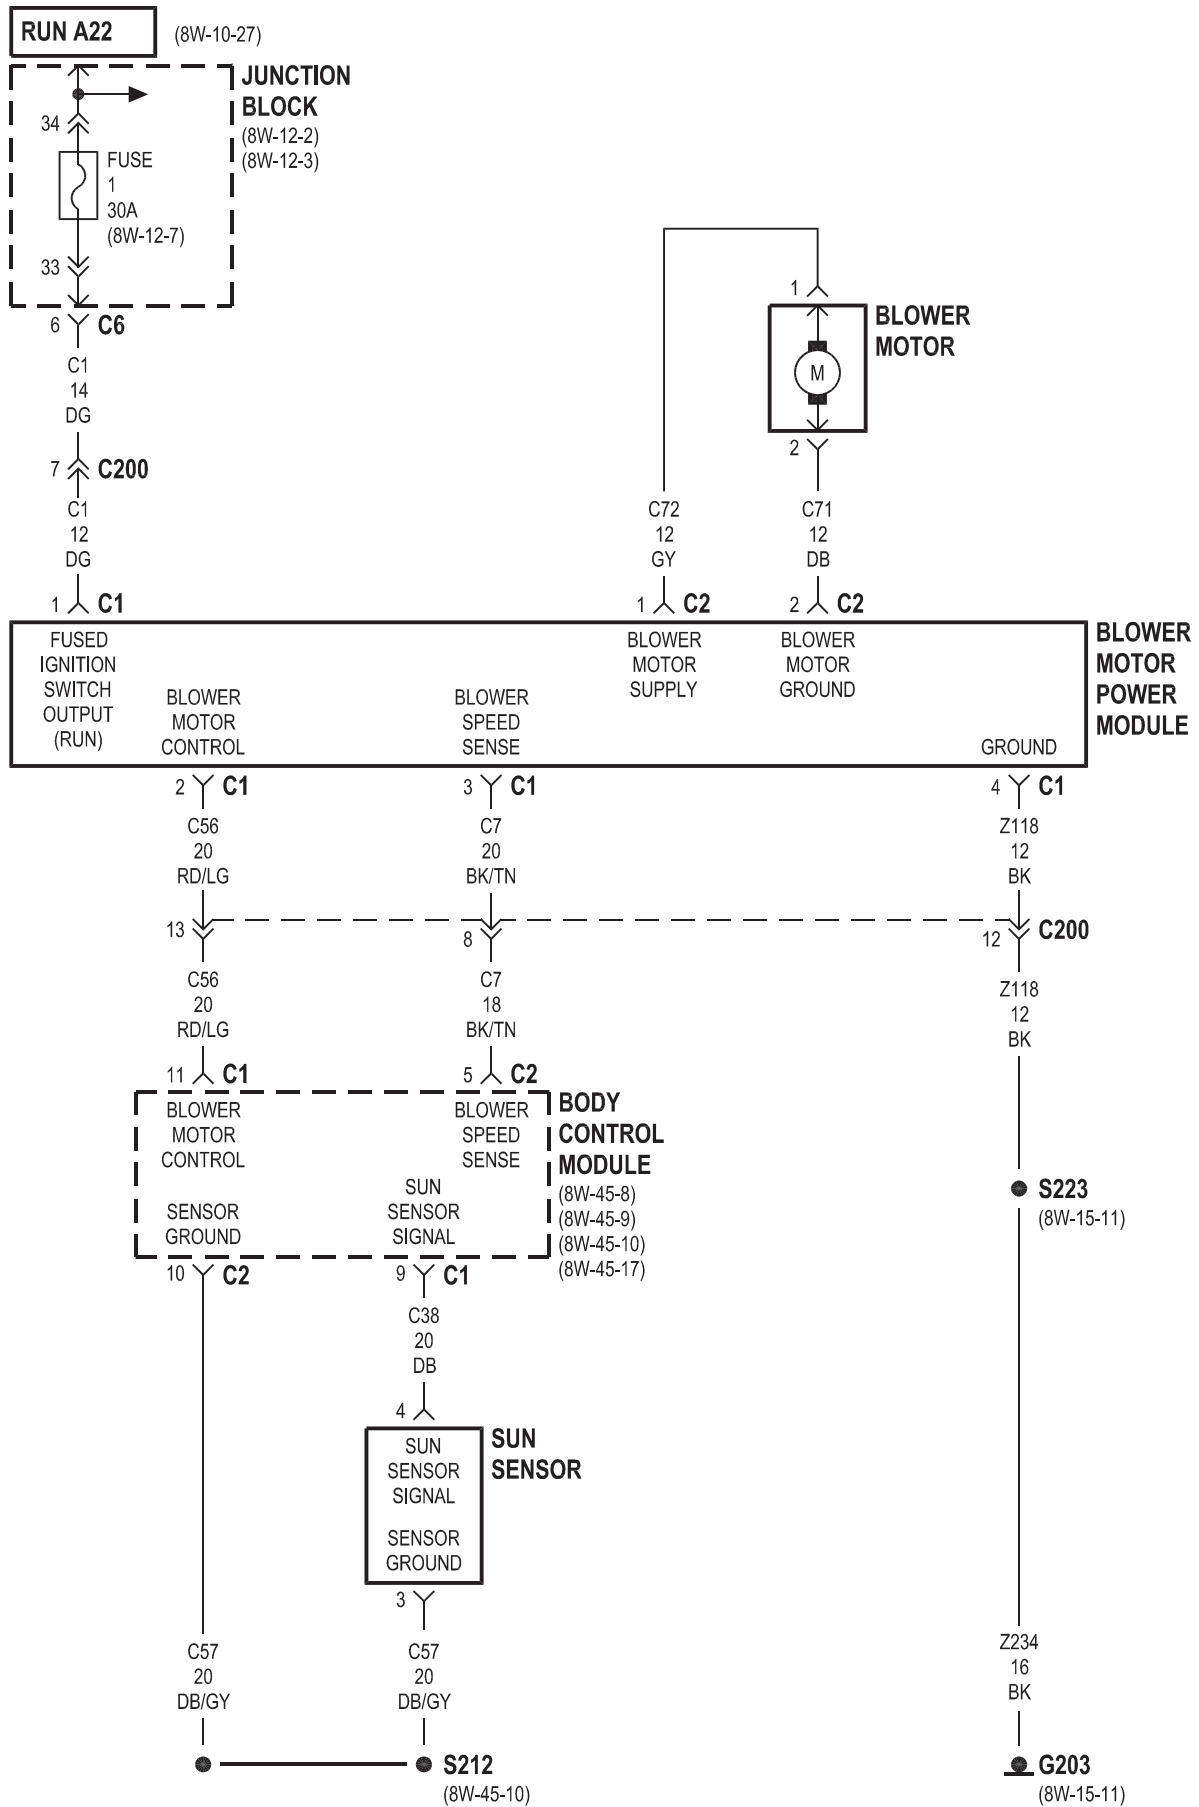 RUN A22
(8W-10-27)
JUNCTION
BLOCK
(8W-12-2)
(8W-12-3)
34
FUSE
1
30A
(8W-12-7)
33
6
C6
C1
14
DG
7
C200
C1
12
DG
1
C1
1
BLOWER
MOTOR
M
2
C72
12
GY
C71
12
DB
1
C2
2
C2
BLOWER
MOTOR
POWER
MODULE
FUSED
IGNITION
SWITCH
OUTPUT
(RUN)
BLOWER
MOTOR
CONTROL
BLOWER
SPEED
SENSE
BLOWER
MOTOR
SUPPLY
BLOWER
MOTOR
GROUND
GROUND
2
C1
3
C1
4
C1
C56
20
RD/LG
C7
20
BK/TN
Z118
12
BK
13
8
12
C200
C56
20
RD/LG
C7
18
BK/TN
Z118
12
BK
11
C1
5
C2
BLOWER
MOTOR
CONTROL
BLOWER
SPEED
SENSE
BODY
CONTROL
MODULE
(8W-45-8)
(8W-45-9)
(8W-45-10)
(8W-45-17)
SENSOR
GROUND
SUN
SENSOR
SIGNAL
S223
(8W-15-11)
10
C2
9
C1
C38
20
DB
4
SUN
SENSOR
SUN
SENSOR
SIGNAL
SENSOR
GROUND
3
C57
20
DB/GY
C57
20
DB/GY
Z234
16
BK
S212
(8W-45-10)
G203
(8W-15-11)